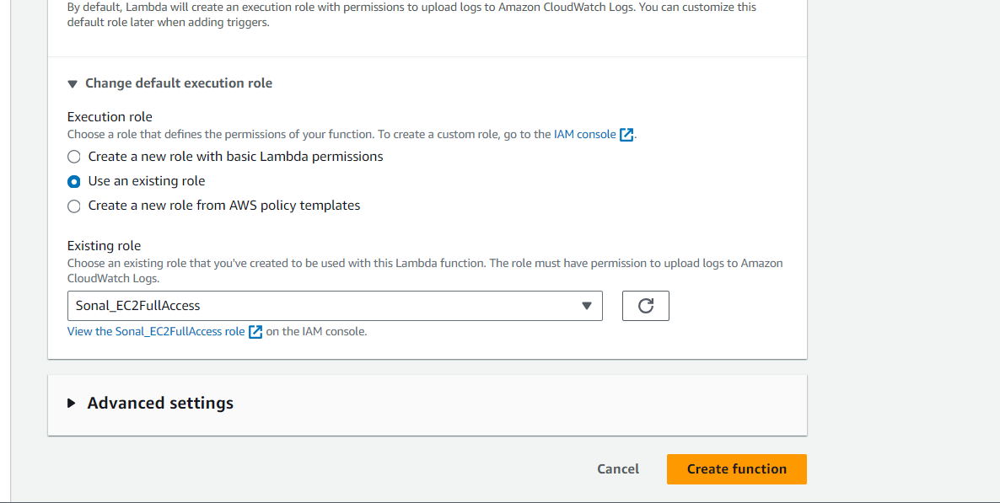 By default, Lambda will create an execution role with permissions to upload logs to Amazon CloudWatch Logs. You can customize this
default role later when adding triggers.
Change default execution role
Execution role
Choose a role that defines the permissions of your function. To create a custom role, go to the IAM console.
Create a new role with basic Lambda permissions
Use an existing role
Create a new role from AWS policy templates
Existing role
Choose an existing role that you've created to be used with this Lambda function. The role must have permission to upload logs to Amazon
CloudWatch Logs.
Sonal_EC2FullAccess
View the Sonal_EC2FullAccess role on the IAM console.
Advanced settings
Cancel Create function